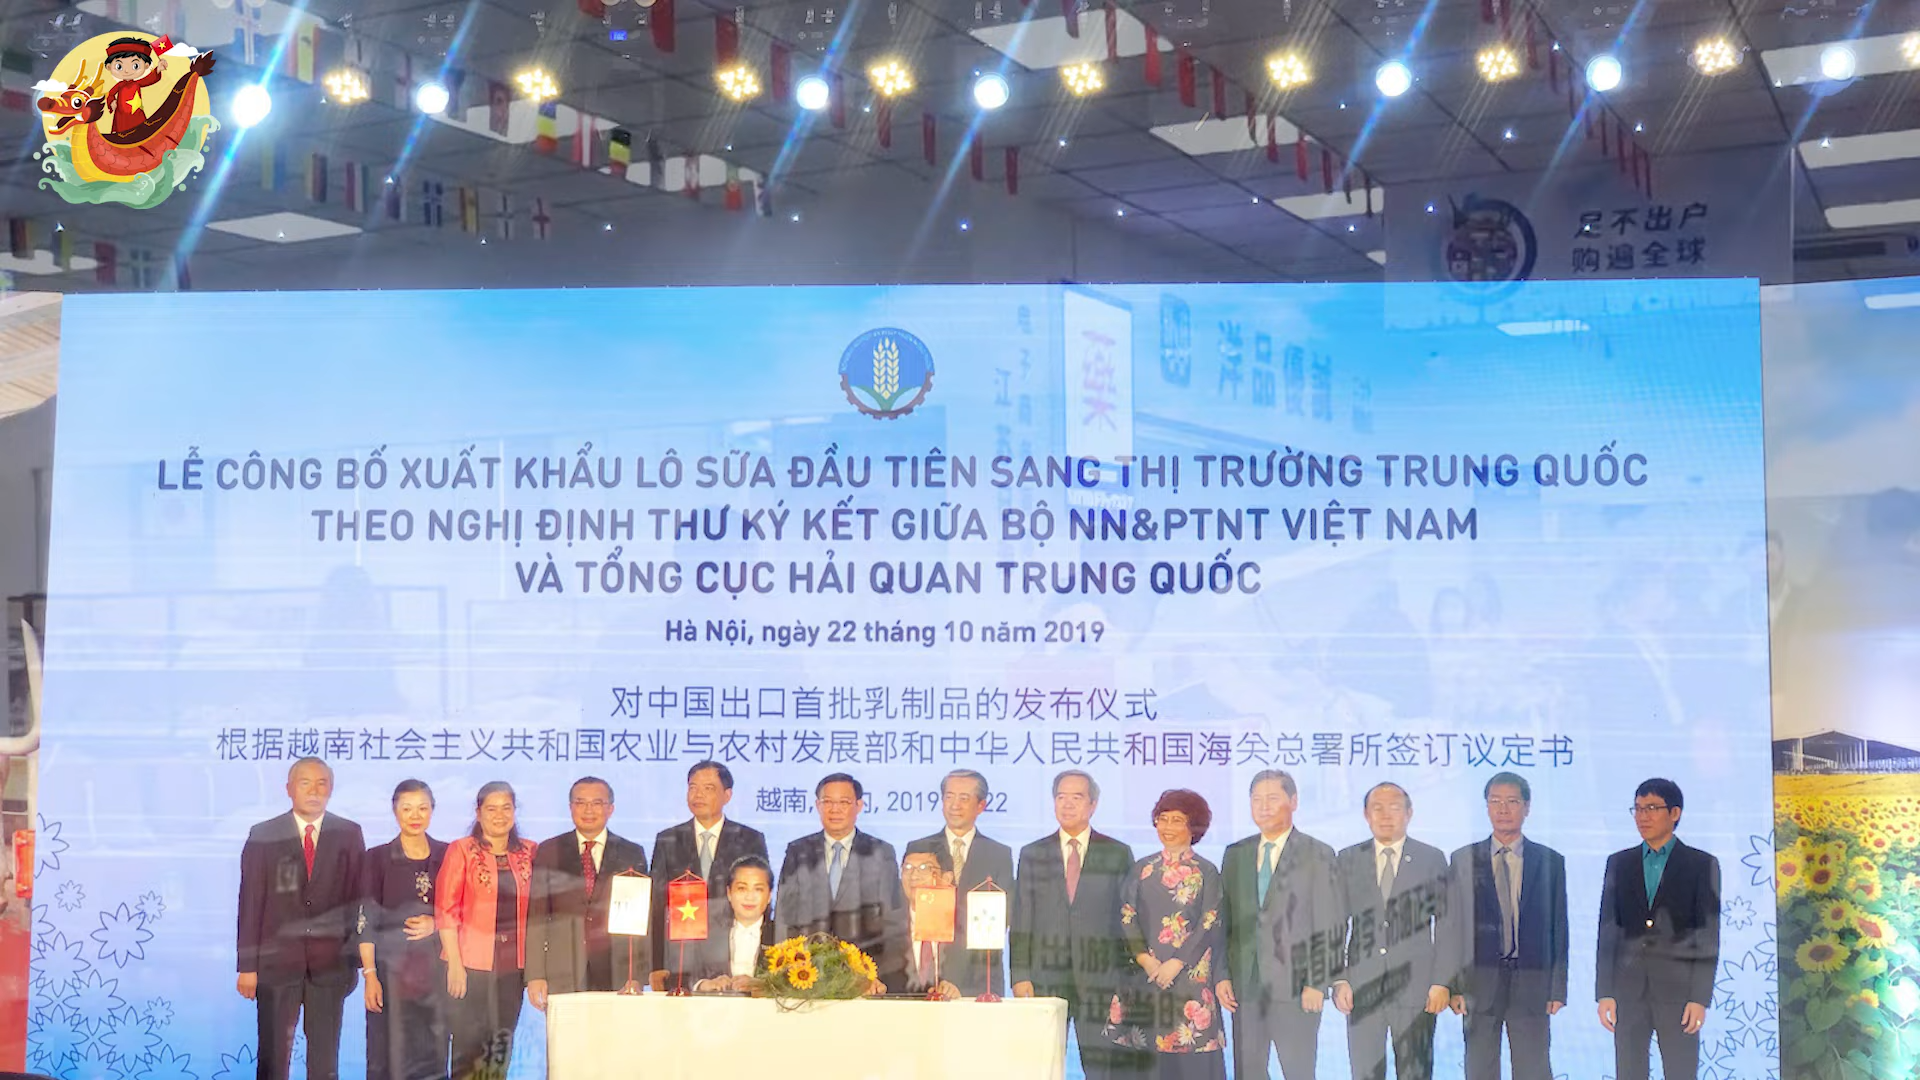 足不出户
购遍全球
洋品優
LỄ CÔNG BỐ XUẤT KHẨU LÔ SỮA ĐẦU TIÊN SANG THỊ TRƯỜNG TRUNG QUỐC
THEO NGHỊ ĐỊNH THƯ KÝ KẾT GIỮA BỘ NN&PTNT VIỆT NAM
VÀ TỔNG CỤC HẢI QUAN TRUNG QUỐC
Hà Nội, ngày 22 tháng 10 năm 2019
对中国出口首批乳制品的发布仪式
根据越南社会主义共和国农业与农村发展部和中华人民共和国海关总署所签订议定书
越南, 2019 22